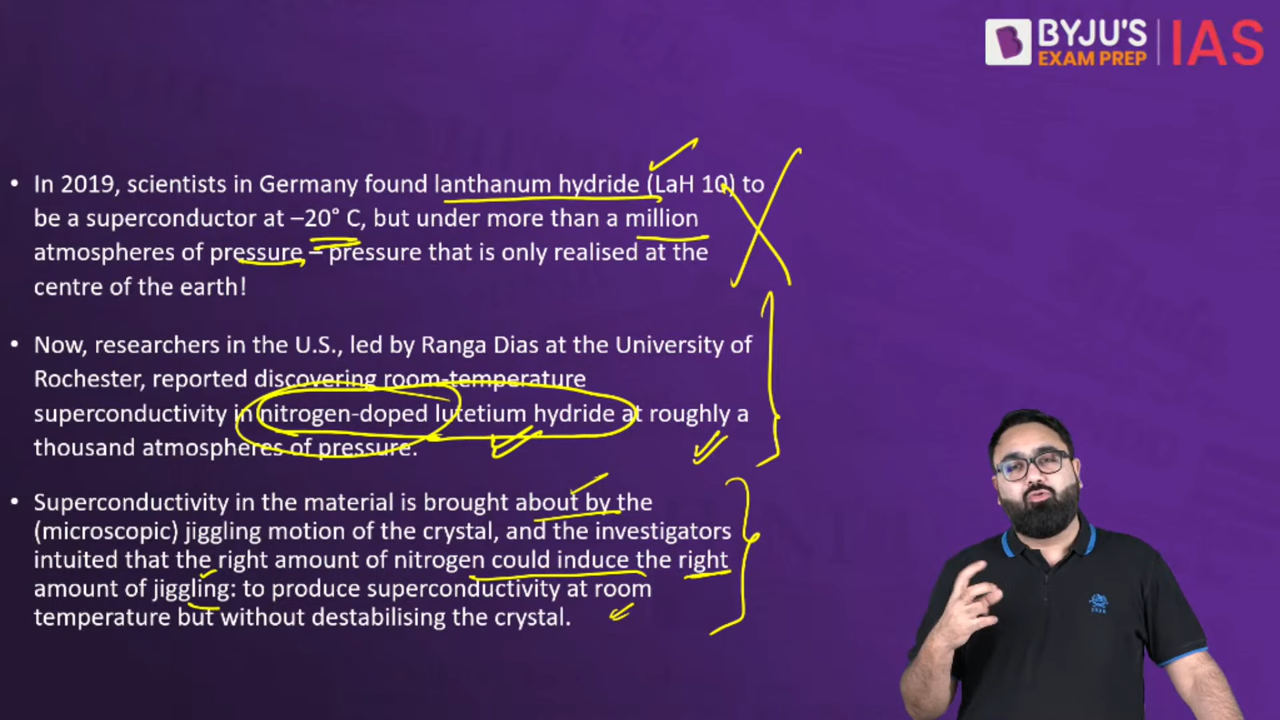 BYJU'S
EXAM PREP
IAS
• In 2019, scientists in Germany found lanthanum hydride (LaH 10) to
be a superconductor at –20° C, but under more than a million
atmospheres of pressure – pressure that is only realised at the
centre of the earth!
• Now, researchers in the U.S., led by Ranga Dias at the University of
Rochester, reported discovering room-temperature
superconductivity in nitrogen-doped lutetium hydride at roughly a
thousand atmospheres of pressure.
• Superconductivity in the material is brought about by the
(microscopic) jiggling motion of the crystal, and the investigators
intuited that the right amount of nitrogen could induce the right
amount of jiggling: to produce superconductivity at room
temperature but without destabilising the crystal.